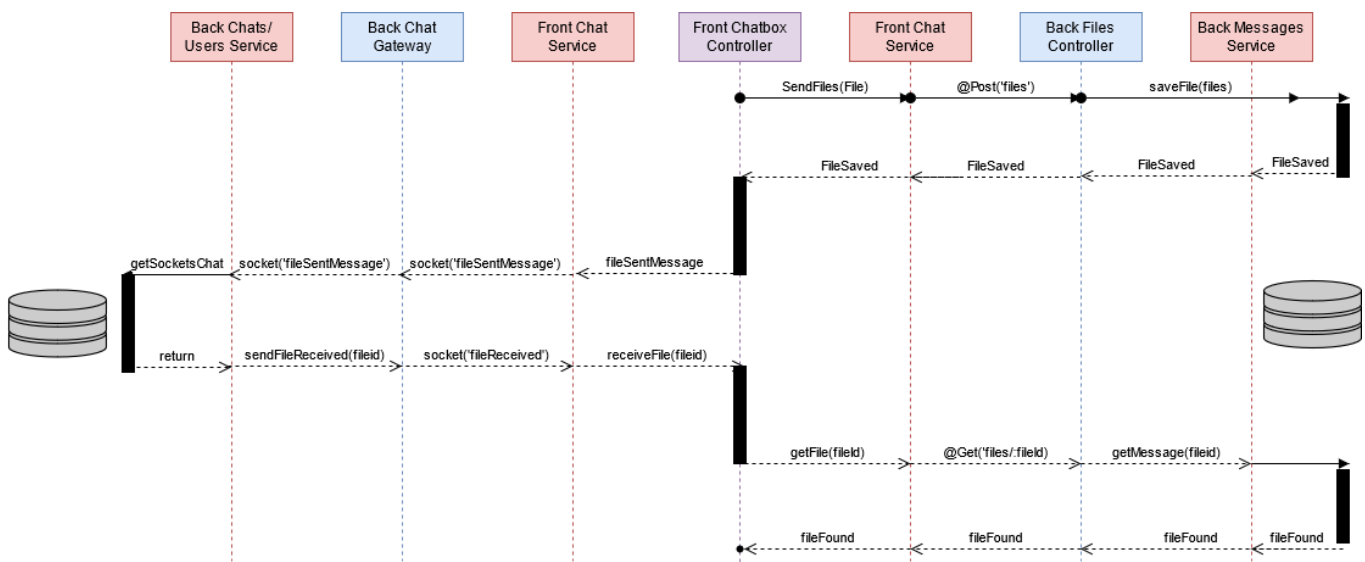 Back Chats/
Users Service
Back Chat
Gateway
Front Chat
Service
Front Chatbox
Controller
Front Chat
Service
Back Files
Controller
Back Messages
Service
SendFiles(File)
@Post('files')
saveFile(files)
FileSaved
FileSaved
FileSaved
FileSaved
getSocketsChat
socket('fileSentMessage')
socket('fileSentMessage')
fileSentMessage
return
sendFileReceived(fileid)
socket('fileReceived')
receiveFile(fileid)
getFile(fileId)
@Get('files/:fileId)
getMessage(fileid)
fileFound
fileFound
fileFound
fileFound